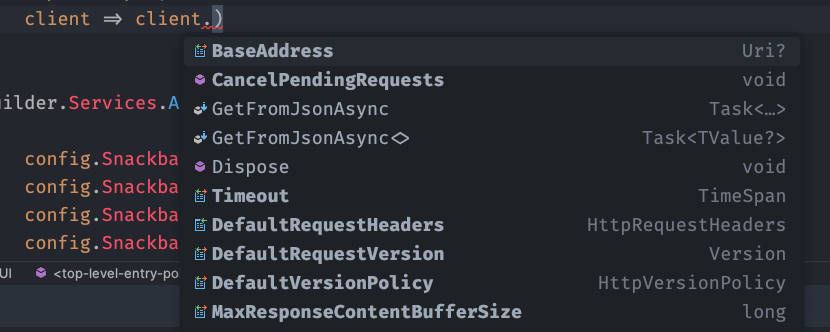 client => client.)
BaseAddress Uri?
CancelPendingRequests void
uilder.Services.A
GetFromJsonAsync Task<…>
GetFromJsonAsync<> Task<TValue?>
config.Snackba
Dispose void
config.Snackba
Timeout TimeSpan
config.Snackba
DefaultRequestHeaders HttpRequestHeaders
config.Snackba
DefaultRequestVersion Version
UI <top-level-entry-po
DefaultVersionPolicy HttpVersionPolicy
MaxResponseContentBufferSize long